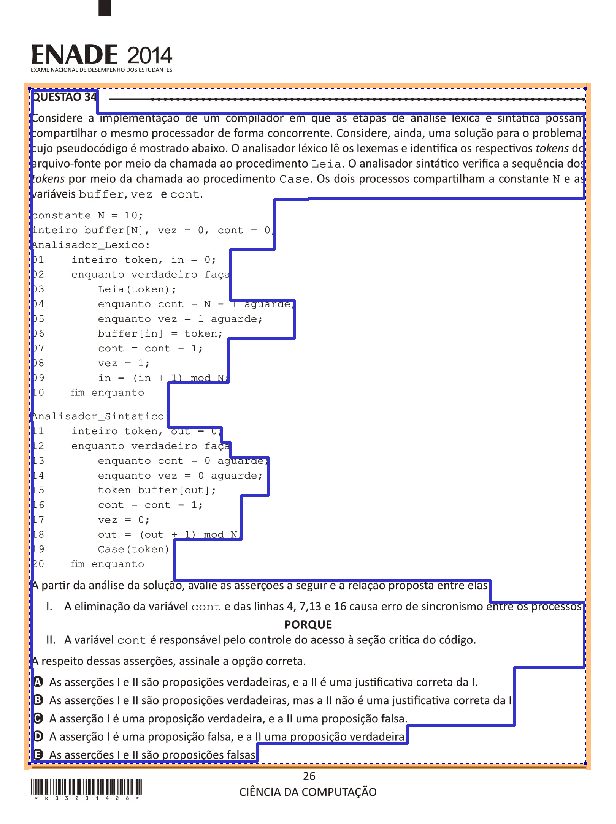 ENADE 2014
EXAME NACIONAL DE DESEMPENHO DOS ESTUDANTES
QUESTÃO 34
Considere a implementação de um compilador em que as etapas de análise léxica e sintática possam
compartilhar o mesmo processador de forma concorrente. Considere, ainda, uma solução para o problema,
cujo pseudocódigo é mostrado abaixo. O analisador léxico lê os lexemas e identifica os respectivos tokens do
arquivo-fonte por meio da chamada ao procedimento Leia. O analisador sintático verifica a sequência dos
tokens por meio da chamada ao procedimento Case. Os dois processos compartilham a constante N e as
variáveis buffer, vez e cont.
constante N = 10;
inteiro buffer[N], vez = 0, cont = 0;
Analisador_Lexico:
01 inteiro token, in = 0;
02 enquanto verdadeiro faça
03 Leia(token);
04 enquanto cont = N - 1 aguarde;
05 enquanto vez = 1 aguarde;
06 buffer[in] = token;
07 cont = cont + 1;
08 vez = 1;
09 in = (in + 1) mod N;
10 fim enquanto
Analisador_Sintatico
11 inteiro token, out = 0;
12 enquanto verdadeiro faça
13 enquanto cont = 0 aguarde;
14 enquanto vez = 0 aguarde;
15 token buffer[out];
16 cont = cont - 1;
17 vez = 0;
18 out = (out + 1) mod N
19 Case(token)
20 fim enquanto
A partir da análise da solução, avalie as asserções a seguir e a relação proposta entre elas
I. A eliminação da variável cont e das linhas 4, 7,13 e 16 causa erro de sincronismo entre os processos
PORQUE
II. A variável cont é responsável pelo controle do acesso à seção crítica do código.
A respeito dessas asserções, assinale a opção correta.
A As asserções I e II são proposições verdadeiras, e a II é uma justificativa correta da I.
B As asserções I e II são proposições verdadeiras, mas a II não é uma justificativa correta da I
C A asserção I é uma proposição verdadeira, e a II uma proposição falsa.
D A asserção I é uma proposição falsa, e a II uma proposição verdadeira
E As asserções I e II são proposições falsas
26
CIÊNCIA DA COMPUTAÇÃO